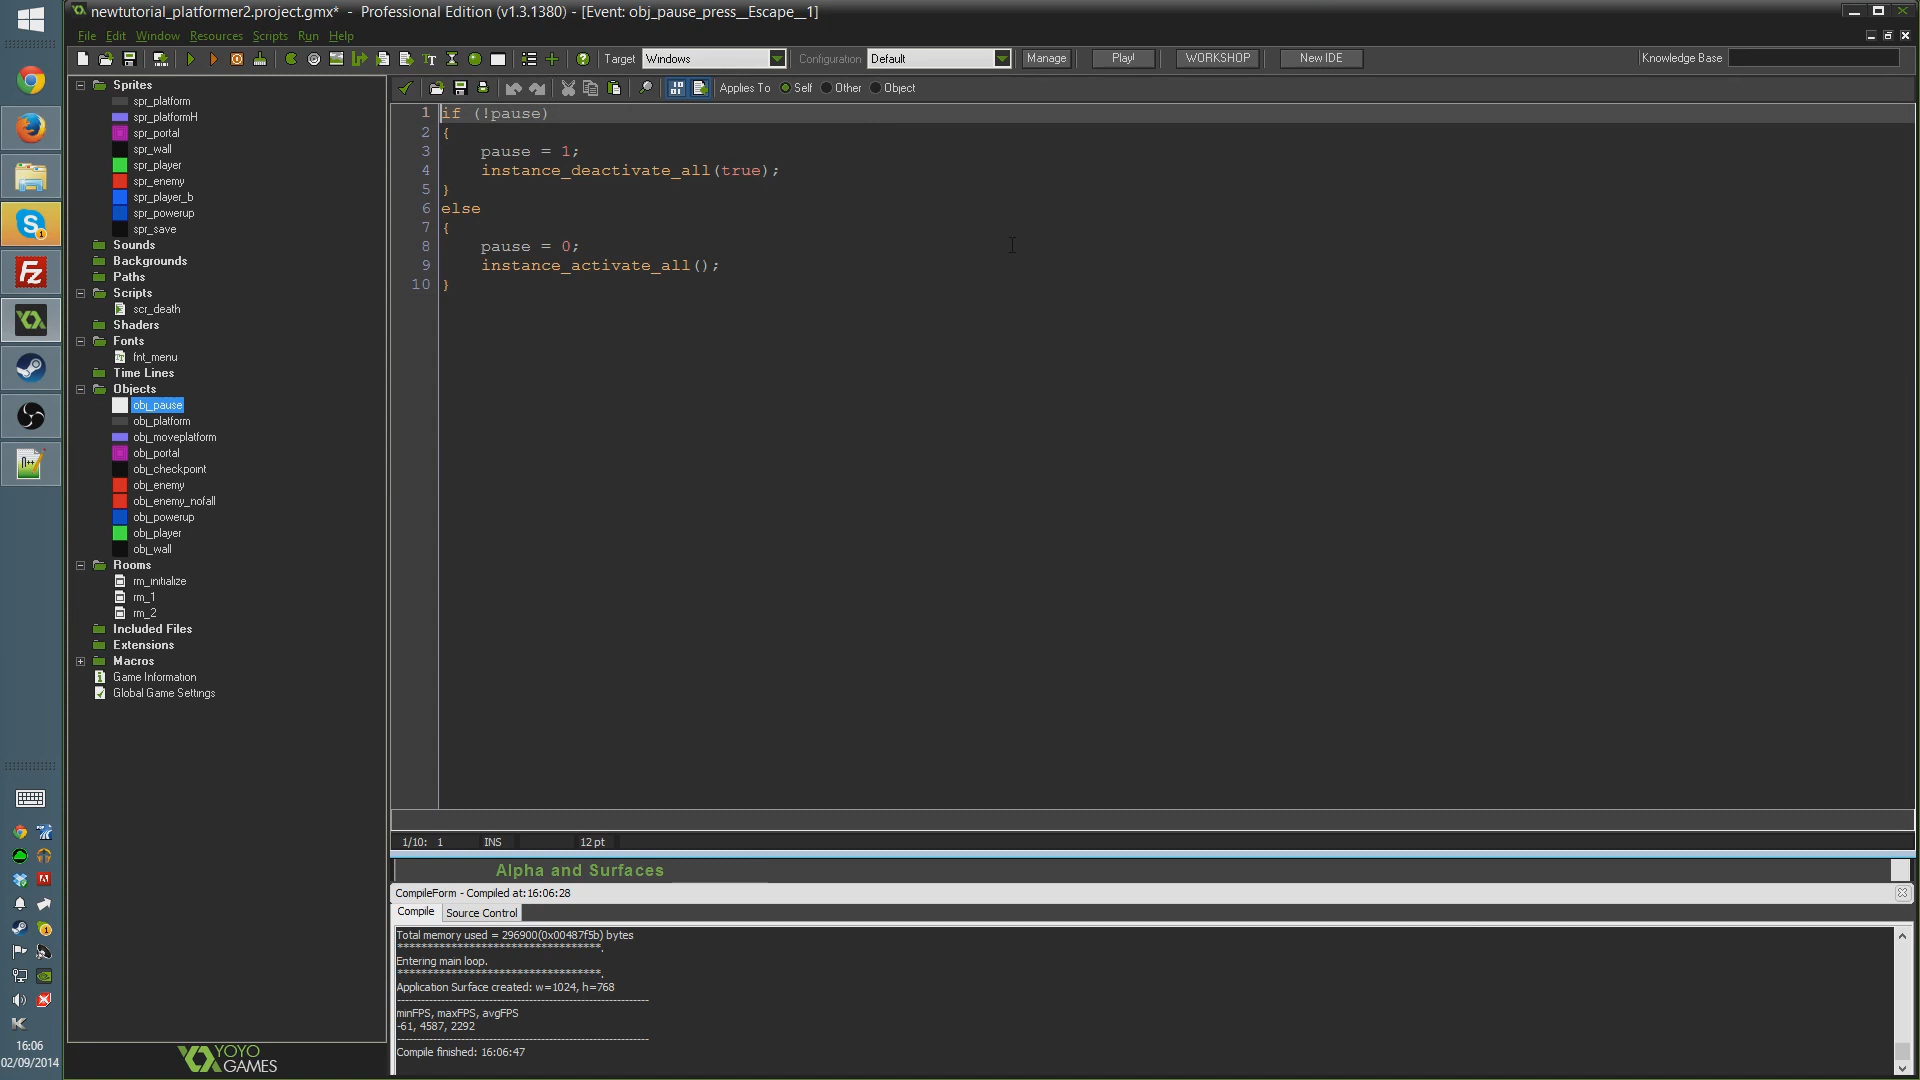 newtutorial_platformer2.project.gmx* - Professional Edition (v1.3.1380) - [Event: obj_pause_press__Escape__1]
File Edit Window Resources Scripts Run Help
Target Windows Configuration Default Manage Play! WORKSHOP New IDE Knowledge Base
Sprites
spr_platform
spr_platformH
spr_portal
spr_wall
spr_player
spr_enemy
spr_player_b
spr_powerup
spr_save
Sounds
Backgrounds
Paths
Scripts
scr_death
Shaders
Fonts
fnt_menu
Time Lines
Objects
obj_pause
obj_platform
obj_moveplatform
obj_portal
obj_checkpoint
obj_enemy
obj_enemy_nofall
obj_powerup
obj_player
obj_wall
Rooms
rm_initialize
rm_1
rm_2
Included Files
Extensions
Macros
Game Information
Global Game Settings
YOYO
GAMES
Applies To Self Other Object
1 if (!pause)
2 {
3 pause = 1;
4 instance_deactivate_all(true);
5 }
6 else
7 {
8 pause = 0;
9 instance_activate_all();
10 }
1/10: 1 INS 12 pt
Alpha and Surfaces
CompileForm - Compiled at:16:06:28
Compile Source Control
Total memory used = 296900(0x00487f5b) bytes
**********************************.
Entering main loop.
**********************************.
Application Surface created: w=1024, h=768
---------------------------------------------------------------
minFPS, maxFPS, avgFPS
-61, 4587, 2292
---------------------------------------------------------------
Compile finished: 16:06:47
16:06
02/09/2014